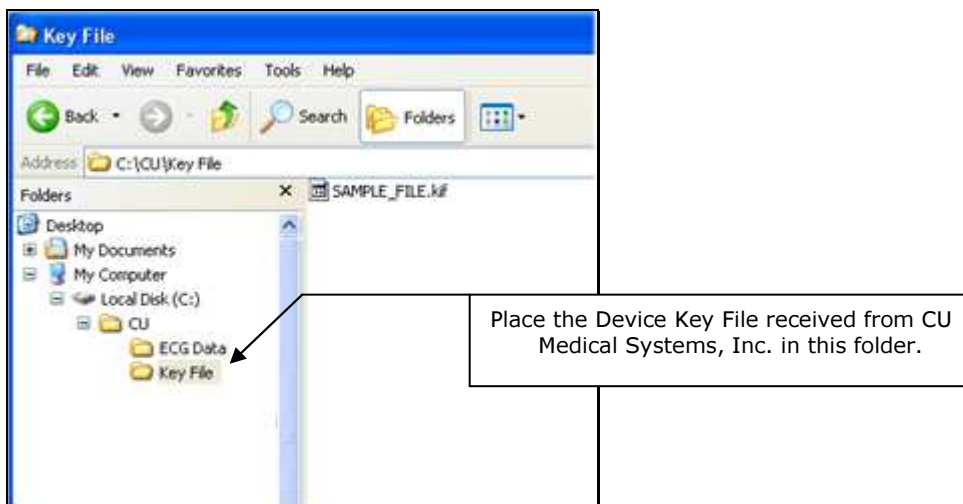 Key File
File Edit View Favorites Tools Help
Back Search Folders
Address C:\CU\Key File
Folders
SAMPLE_FILE.kif
Desktop
My Documents
My Computer
Local Disk (C:)
CU
ECG Data
Key File
Place the Device Key File received from CU
Medical Systems, Inc. in this folder.